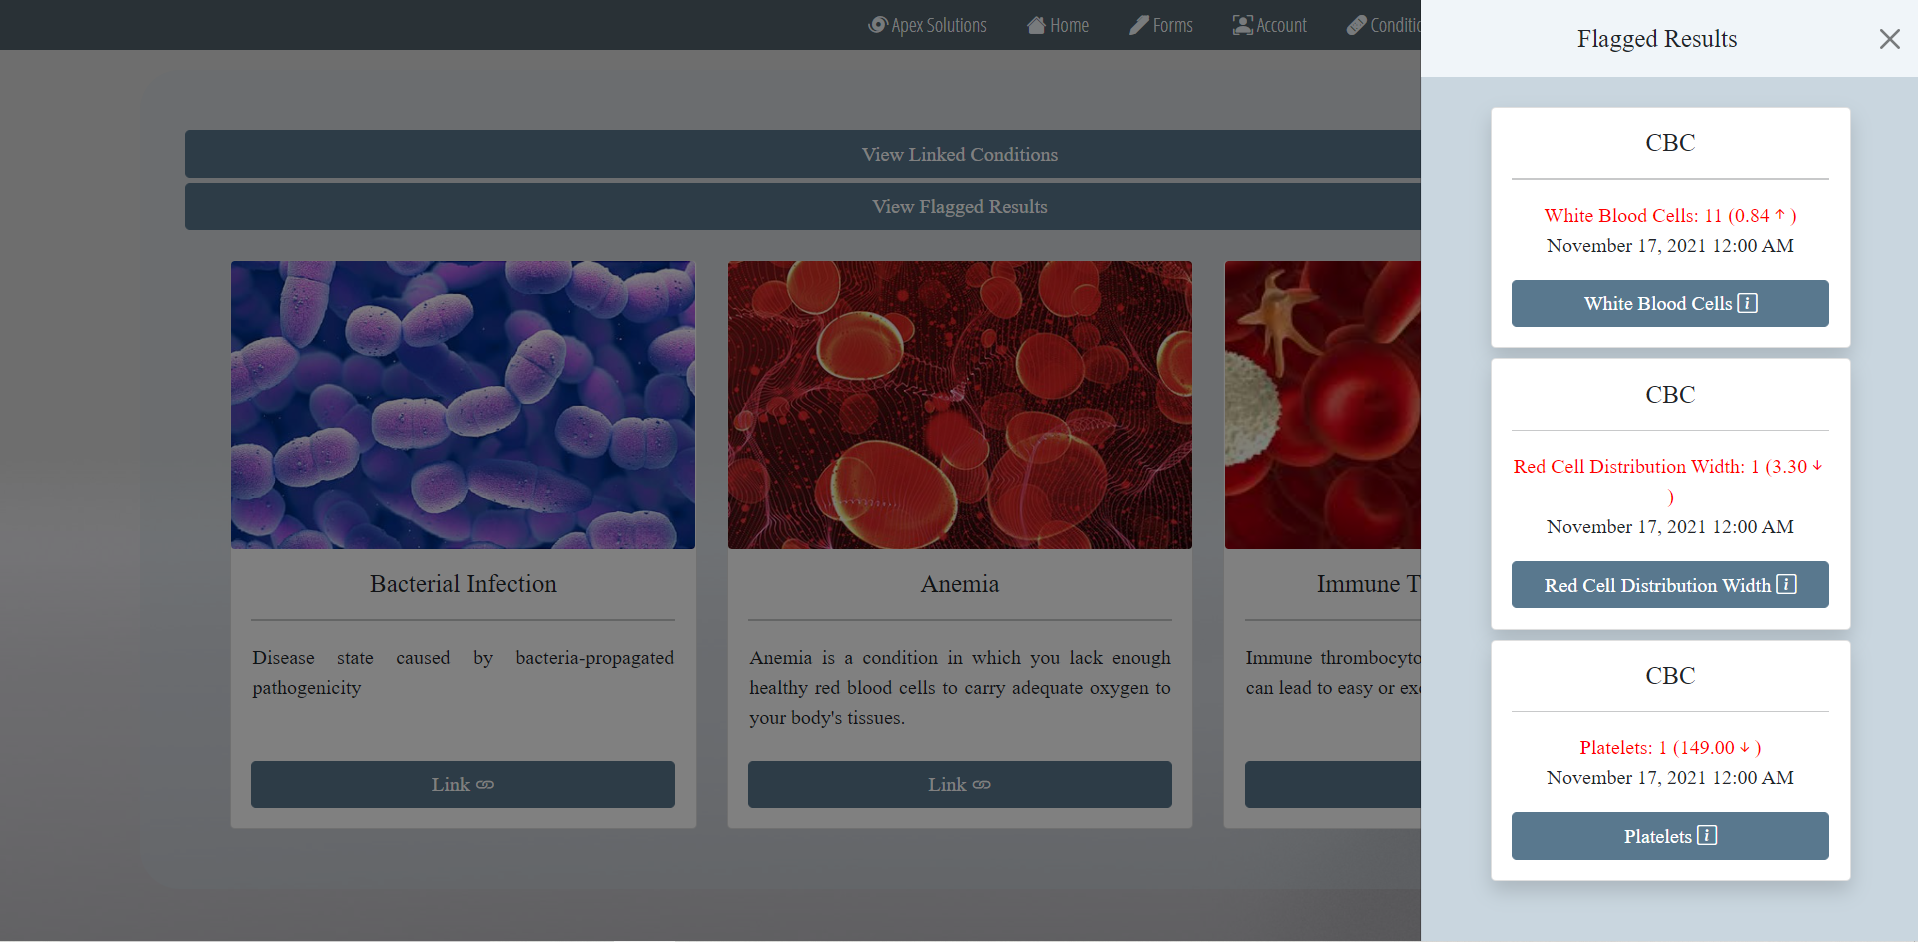 Apex Solutions Home Forms Account
View Linked Conditions
View Flagged Results
Bacterial Infection
Disease state caused by bacteria-propagated
pathogenicity
Link
Anemia
Anemia is a condition in which you lack enough
healthy red blood cells to carry adequate oxygen to
your body's tissues.
Link
Immune
Immune
can lead to easy or
Flagged Results
CBC
White Blood Cells: 11 (0.84 ↑ )
November 17, 2021 12:00 AM
White Blood Cells
CBC
Red Cell Distribution Width: 1 (3.30 ↓
)
November 17, 2021 12:00 AM
Red Cell Distribution Width
CBC
Platelets: 1 (149.00 ↓ )
November 17, 2021 12:00 AM
Platelets